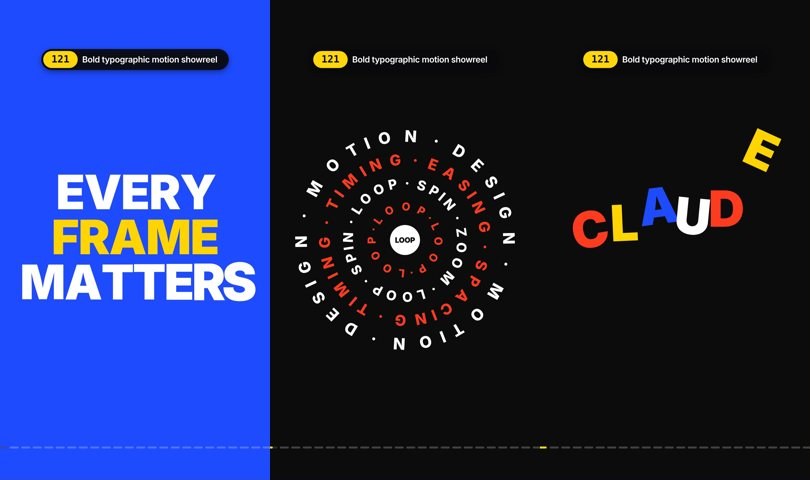 121 Bold typographic motion showreel
EVERY
FRAME
MATTERS
121 Bold typographic motion showreel
MOTION · DESIGN · MOTION · DESIGN ·
TIMING · EASING · SPACING · TIMING ·
LOOP · SPIN · ZOOM · LOOP · SPIN ·
LOOP · LOOP · LOOP · LOOP ·
LOOP
121 Bold typographic motion showreel
CLAUDE